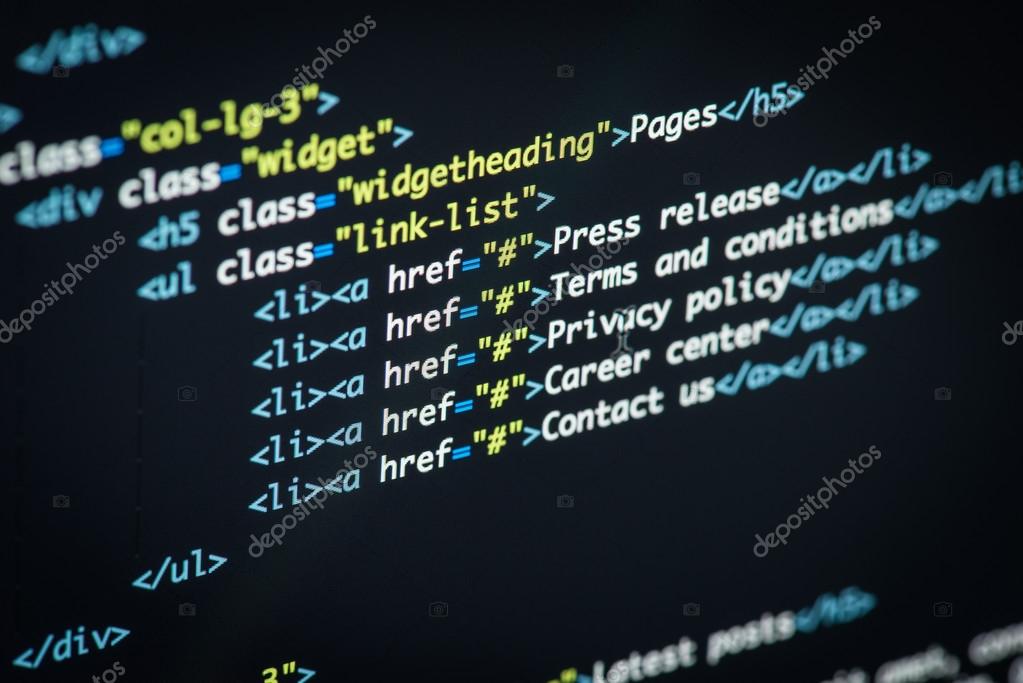 </div>
class="col-lg-3">
<div class="widget">
<h5 class="widgetheading">Pages</h5>
<ul class="link-list">
<li><a href="#">Press release</a></li>
<li><a href="#">Terms and conditions</a></li>
<li><a href="#">Privacy policy</a></li>
<li><a href="#">Career center</a></li>
<li><a href="#">Contact us</a></li>
</ul>
</div>
3">
">Latest posts</h5>
amet,
depositphotos